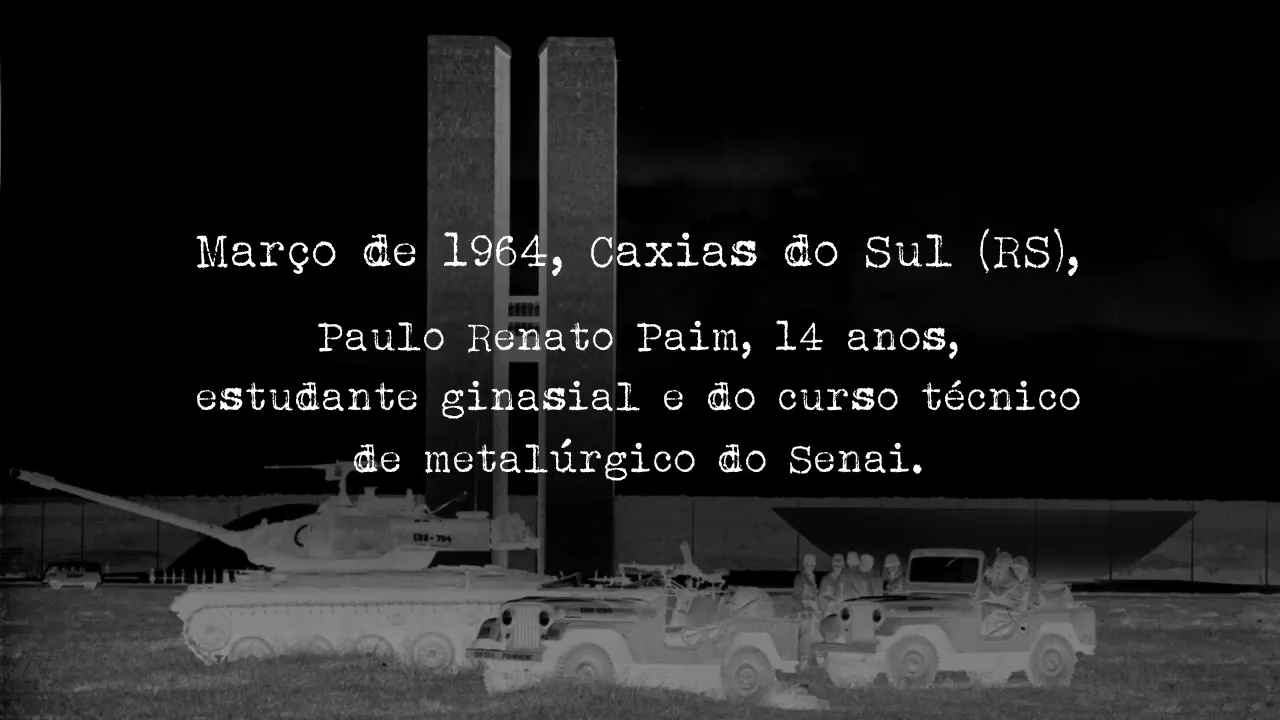 Março de 1964, Caxias do Sul (RS),
Paulo Renato Paim, 14 anos,
estudante ginasial e do curso técnico
de metalúrgico do Senai.